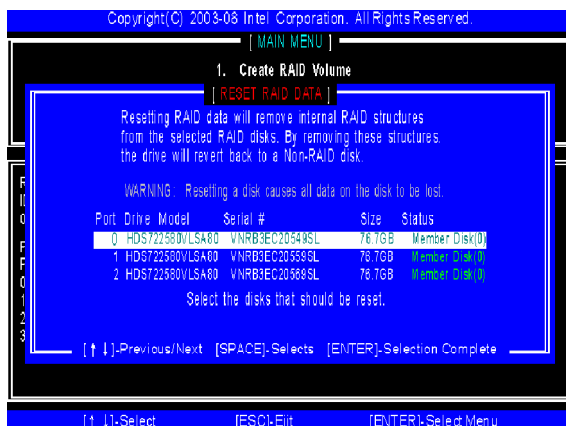 Copyright(C) 2003-08 Intel Corporation. All Rights Reserved.
[ MAIN MENU ]
1. Create RAID Volume
[ RESET RAID DATA ]
Resetting RAID data will remove internal RAID structures
from the selected RAID disks. By removing these structures.
the drive will revert back to a Non-RAID disk.
WARNING: Resetting a disk causes all data on the disk to be lost.
Port Drive Model Serial # Size Status
0 HDS722580VLSA80 VNRB3EC20549SL 76.7GB Member Disk(0)
1 HDS722580VLSA80 VNRB3EC20559SL 76.7GB Member Disk(0)
2 HDS722580VLSA80 VNRB3EC20569SL 76.7GB Member Disk(0)
Select the disks that should be reset.
[↑↓]-Previous/Next [SPACE]-Selects [ENTER]-Selection Complete
[↑↓]-Select [ESC]-Eiit [ENTER]-Select Menu